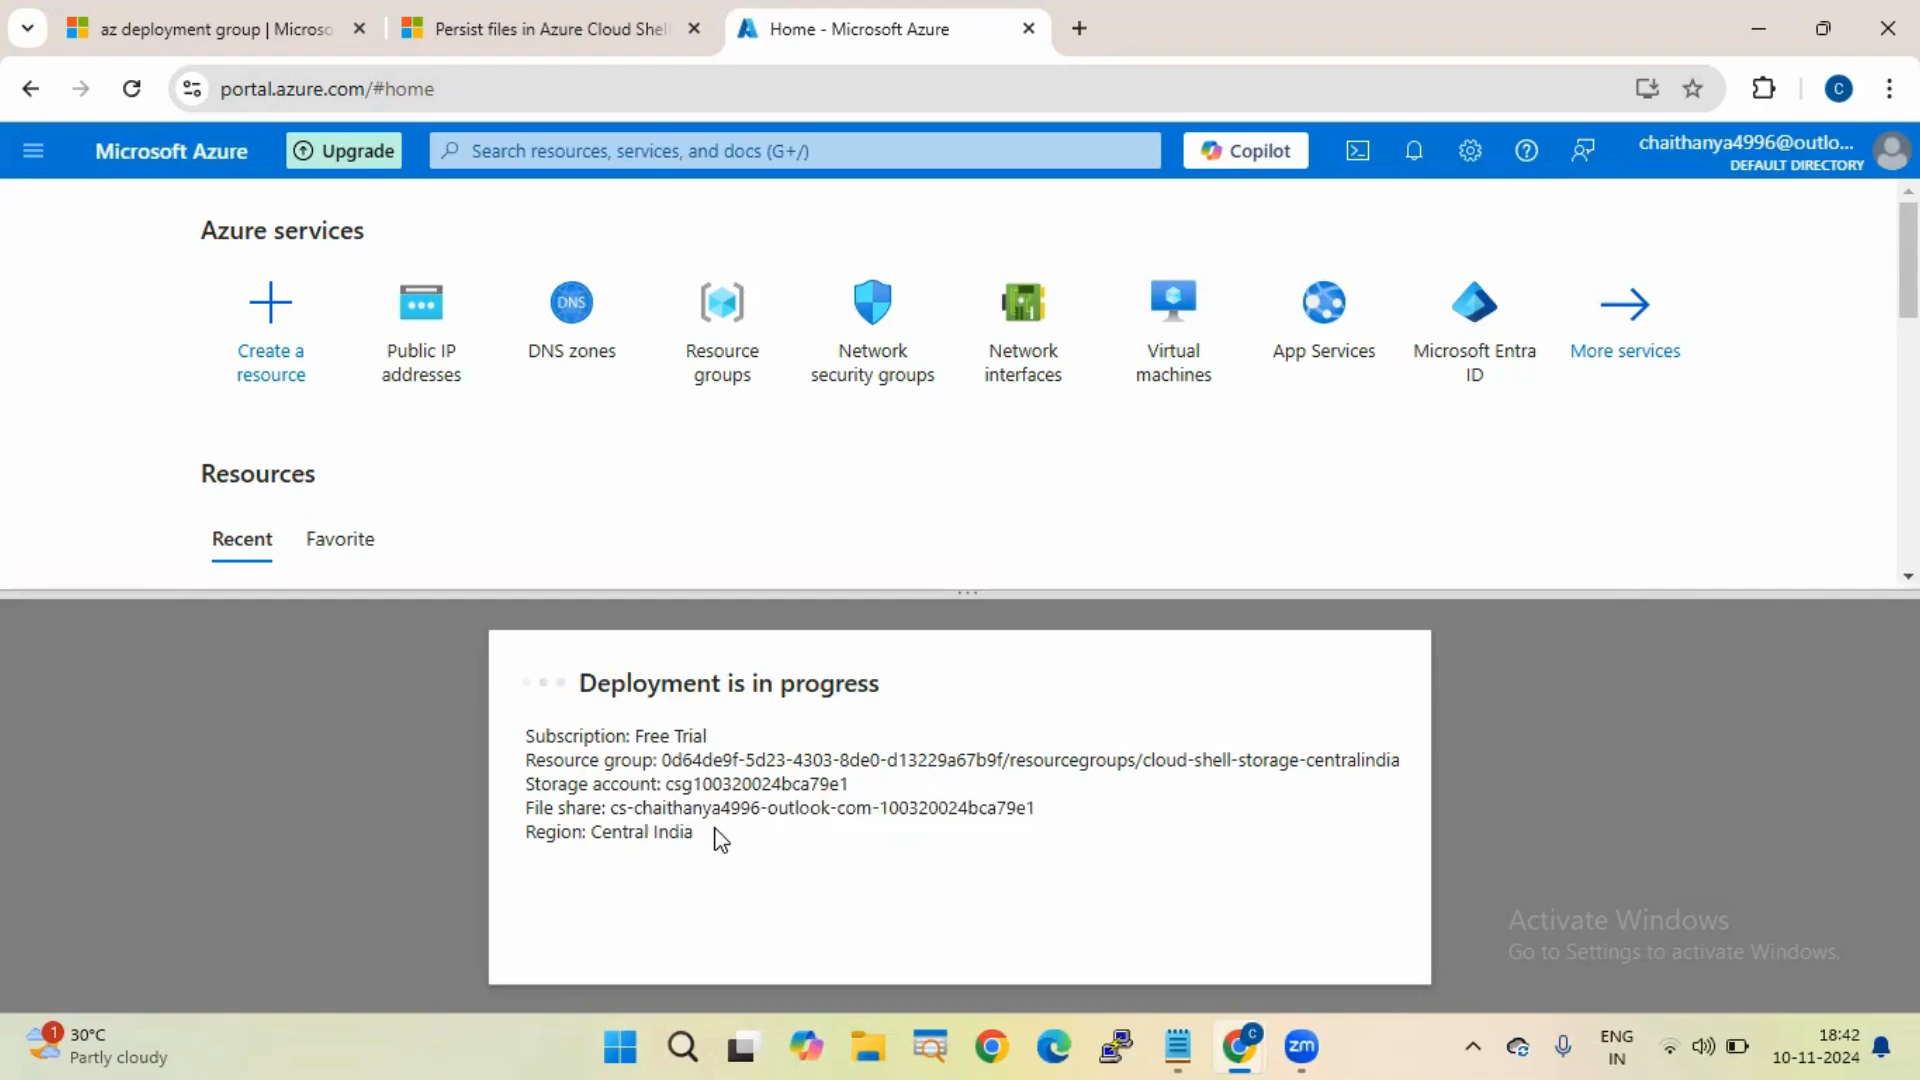 az deployment group | Microso
Persist files in Azure Cloud Shel
Home - Microsoft Azure
portal.azure.com/#home
C
Microsoft Azure
Upgrade
Search resources, services, and docs (G+/)
Copilot
chaithanya4996@outlo...
DEFAULT DIRECTORY
Azure services
DNS
Create a
resource
Public IP
addresses
DNS zones
Resource
groups
Network
security groups
Network
interfaces
Virtual
machines
App Services
Microsoft Entra
ID
More services
Resources
Recent
Favorite
Deployment is in progress
Subscription: Free Trial
Resource group: 0d64de9f-5d23-4303-8de0-d13229a67b9f/resourcegroups/cloud-shell-storage-centralindia
Storage account: csg100320024bca79e1
File share: cs-chaithanya4996-outlook-com-100320024bca79e1
Region: Central India
Activate Windows
Go to Settings to activate Windows.
1
30°C
Partly cloudy
C
zm
ENG
IN
18:42
10-11-2024